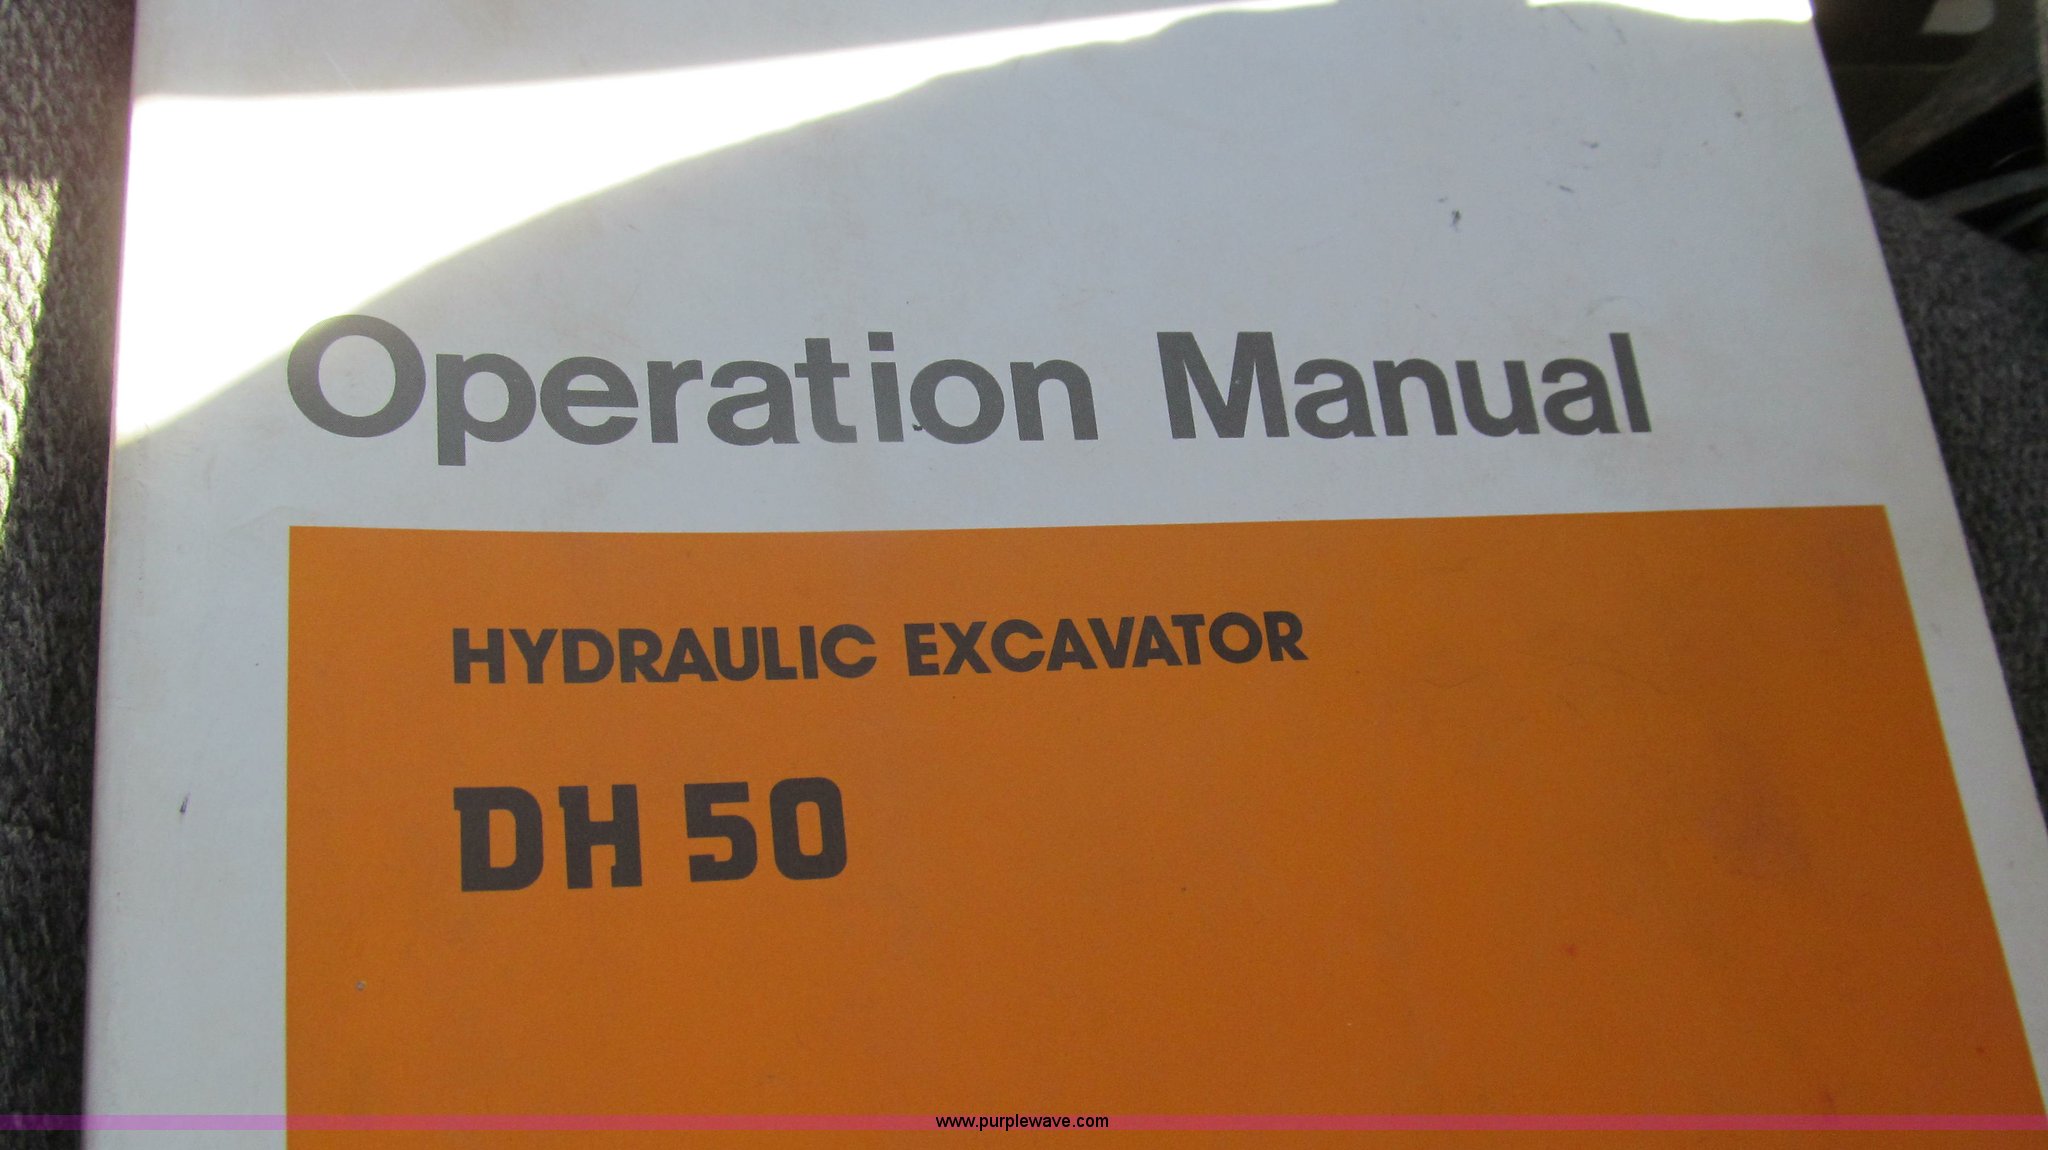 Operation Manual
HYDRAULIC EXCAVATOR
DH 50
www.purplewave.com